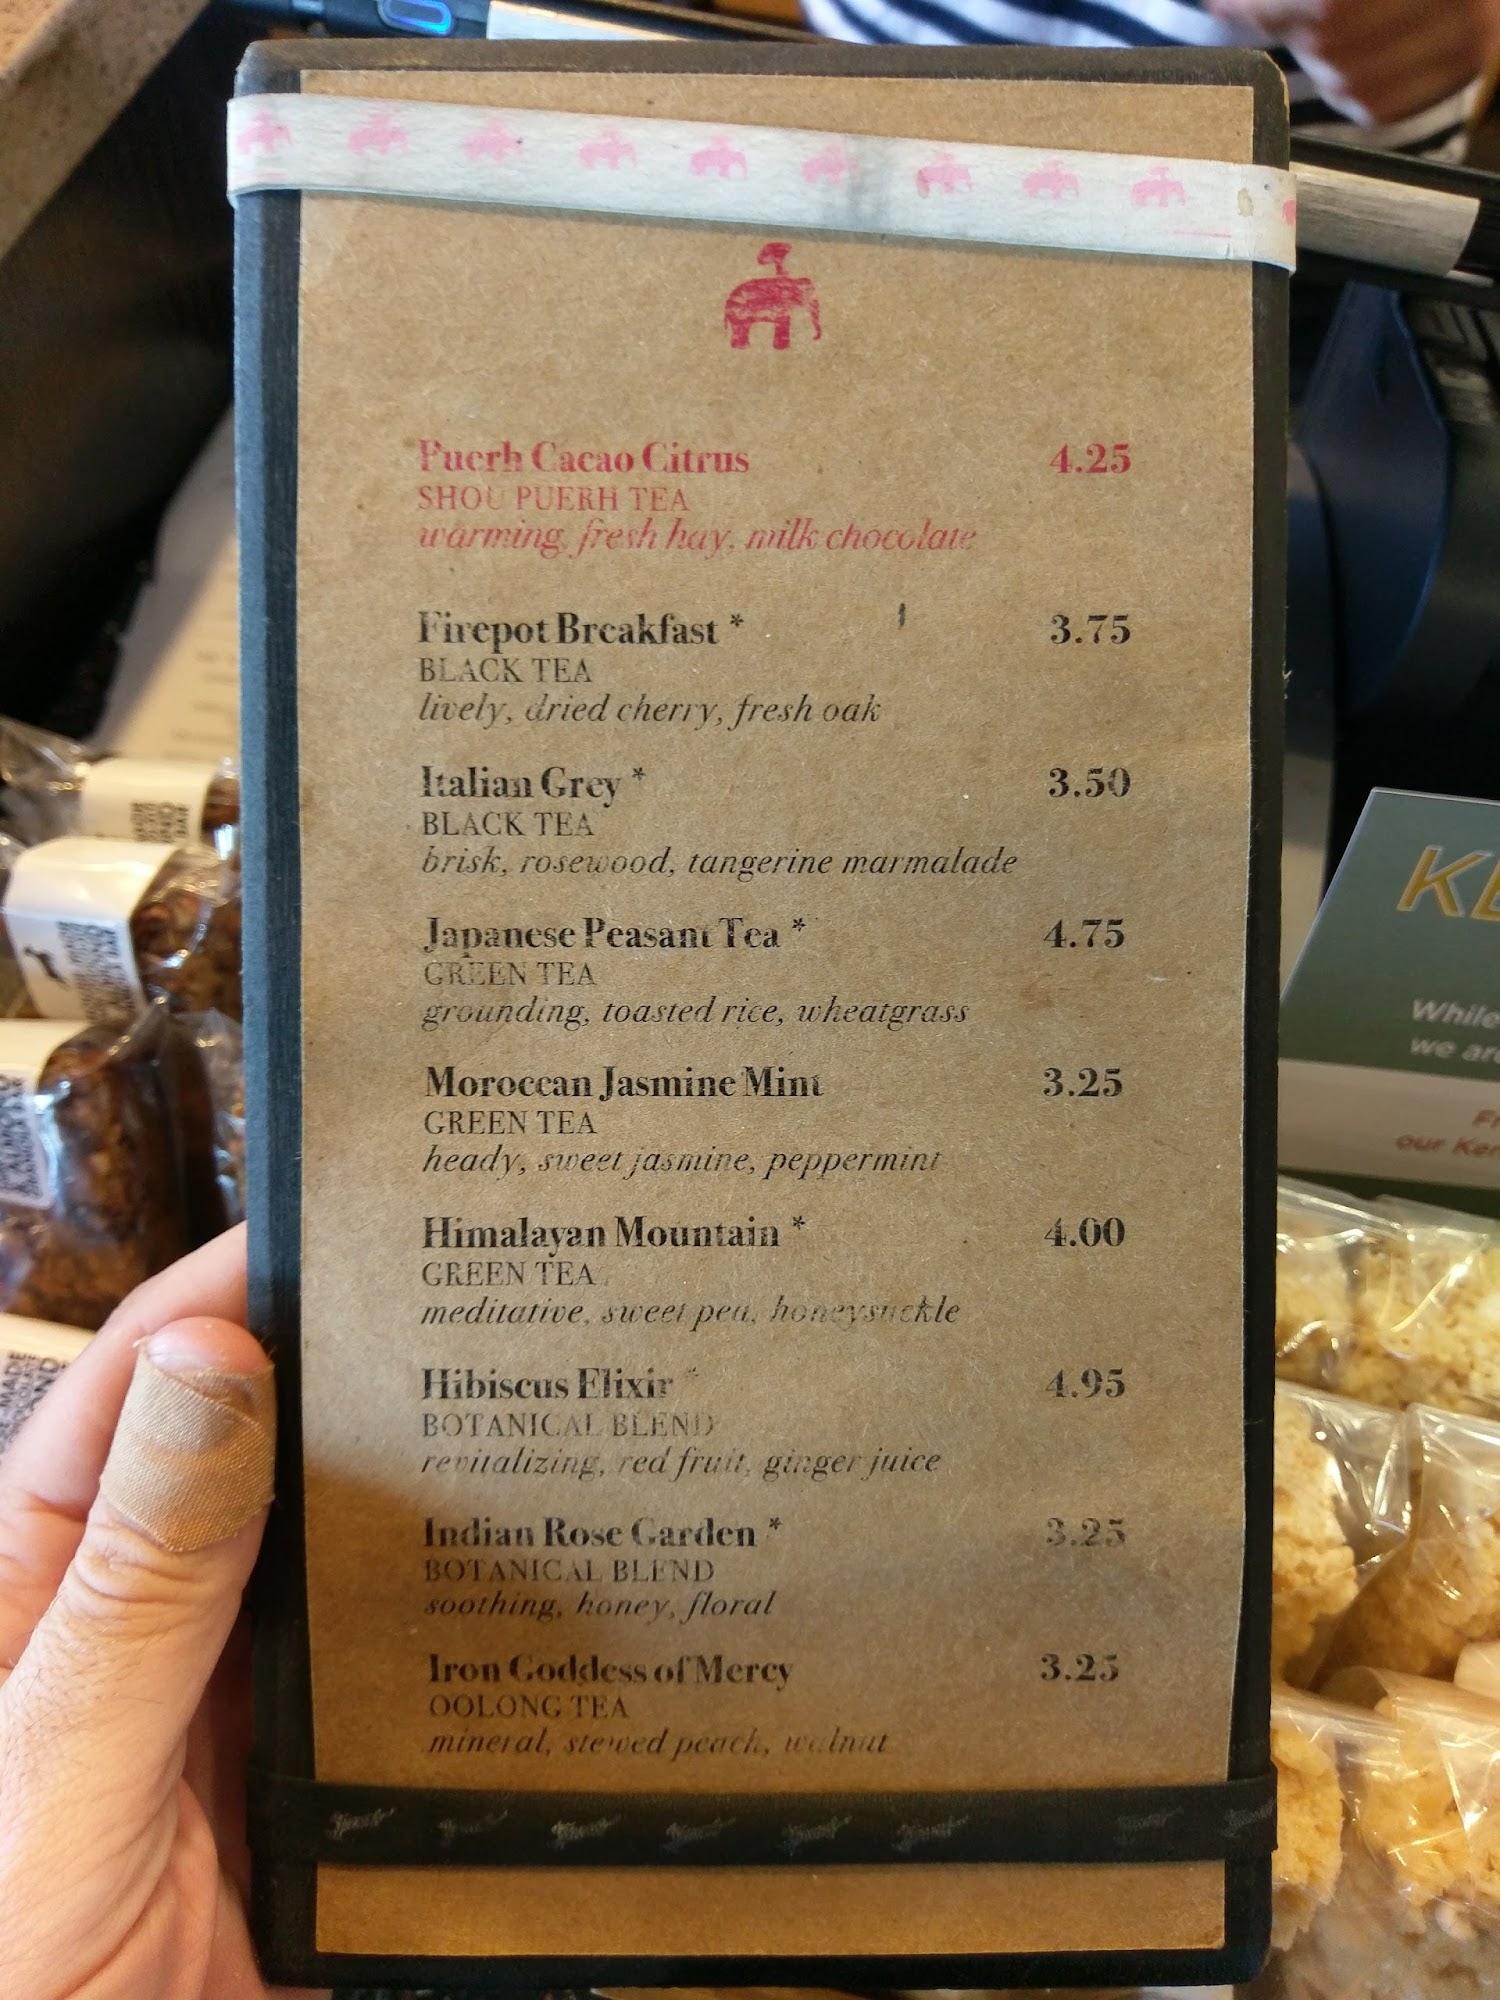 Puerh Cacao Citrus 4.25
SHOU PUERH TEA
warming, fresh hay, milk chocolate
Firepot Breakfast * 3.75
BLACK TEA
lively, dried cherry, fresh oak
Italian Grey * 3.50
BLACK TEA
brisk, rosewood, tangerine marmalade
Japanese Peasant Tea * 4.75
GREEN TEA
grounding, toasted rice, wheatgrass
Moroccan Jasmine Mint 3.25
GREEN TEA
heady, sweet jasmine, peppermint
Himalayan Mountain * 4.00
GREEN TEA
meditative, sweet pea, honeysuckle
Hibiscus Elixir * 4.95
BOTANICAL BLEND
revitalizing, red fruit, ginger juice
Indian Rose Garden * 3.25
BOTANICAL BLEND
soothing, honey, floral
Iron Goddess of Mercy 3.25
OOLONG TEA
mineral, stewed peach, walnut
While
we are
our